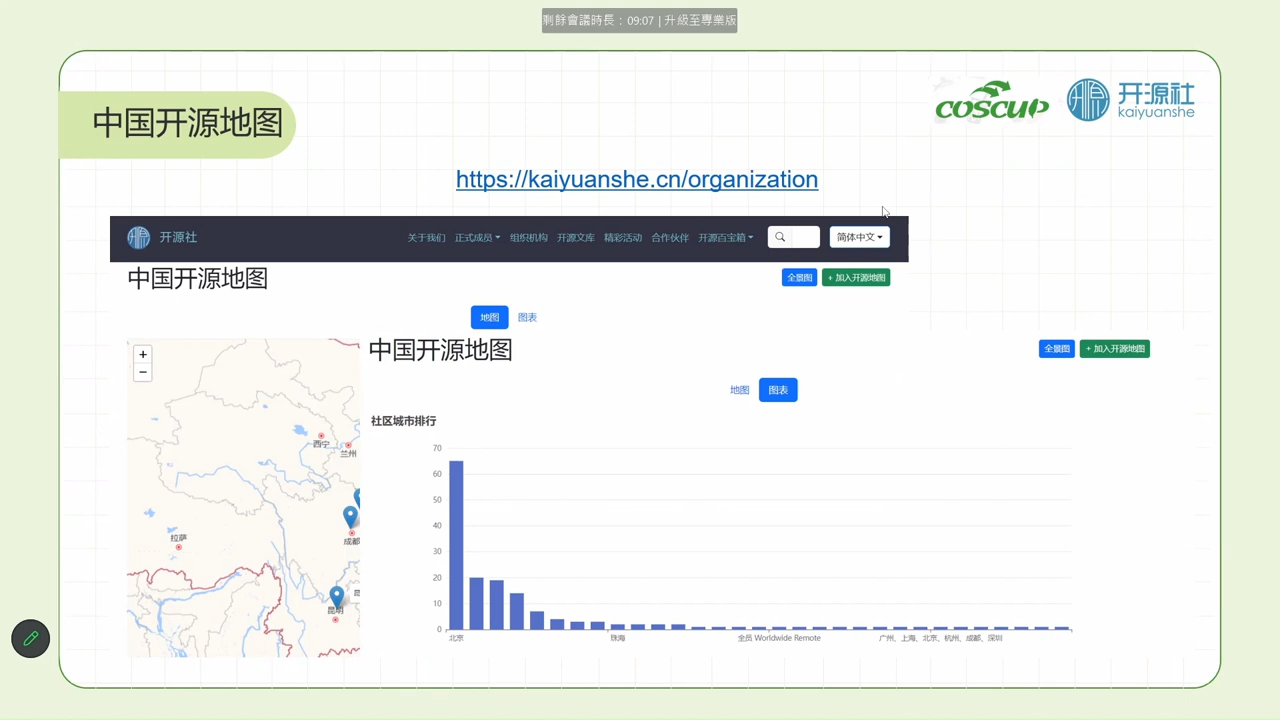 剩餘會議時長：09:07 | 升級至專業版
中国开源地图
coscup
开源社
kaiyuanshe
https://kaiyuanshe.cn/organization
开源社
关于我们 正式成员 组织机构 开源文库 精彩活动 合作伙伴 开源百宝箱 简体中文
中国开源地图
全景图 + 加入开源地图
地图 图表
+
−
西宁
兰州
成都
拉萨
昆明
中国开源地图
全景图 + 加入开源地图
地图 图表
社区城市排行
70
60
50
40
30
20
10
0
北京 珠海 全员 Worldwide Remote 广州、上海、北京、杭州、成都、深圳